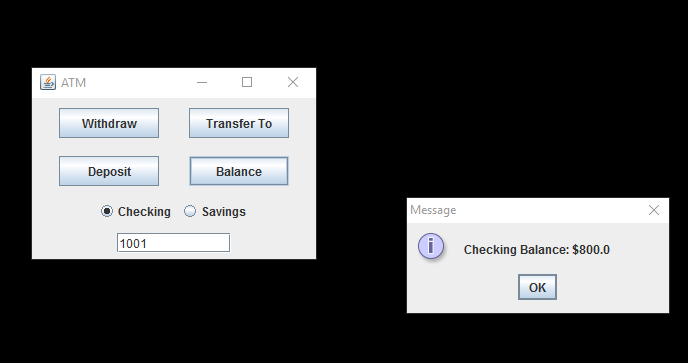 ATM
Withdraw
Transfer To
Deposit
Balance
Checking
Savings
1001
Message
Checking Balance: $800.0
OK